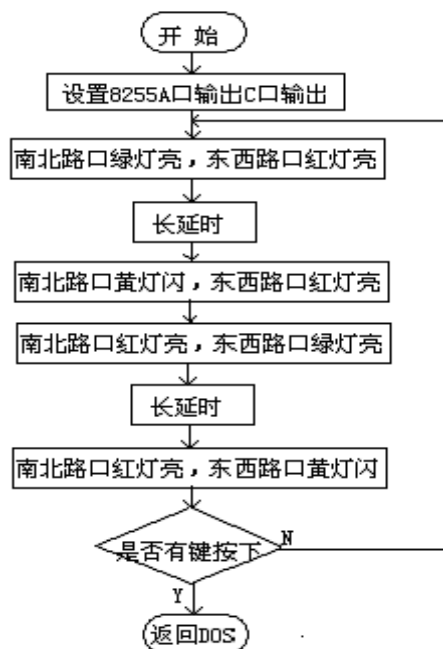 开 始
设置8255A口输出C口输出
南北路口绿灯亮，东西路口红灯亮
长延时
南北路口黄灯闪，东西路口红灯亮
南北路口红灯亮，东西路口绿灯亮
长延时
南北路口红灯亮，东西路口黄灯闪
是否有键按下
N
Y
返回DOS